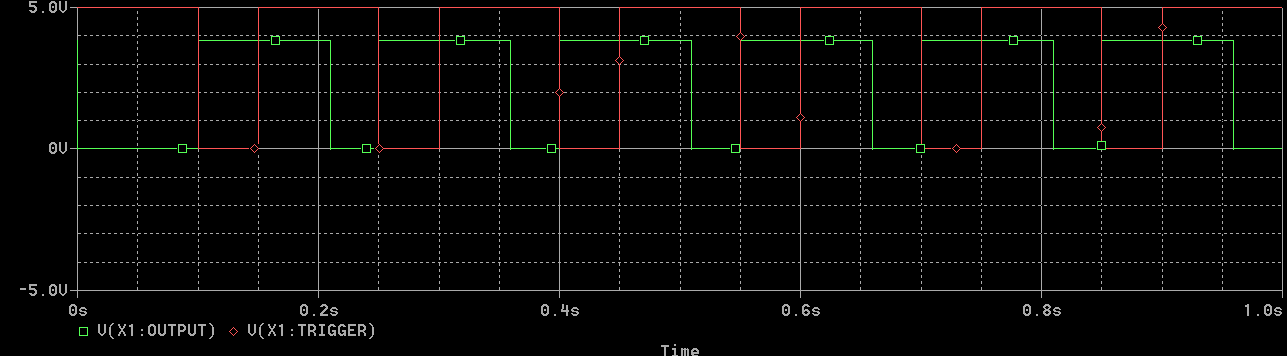 5.0V
0V
-5.0V
0s 0.2s 0.4s 0.6s 0.8s 1.0s
V(X1:OUTPUT) V(X1:TRIGGER)
Time